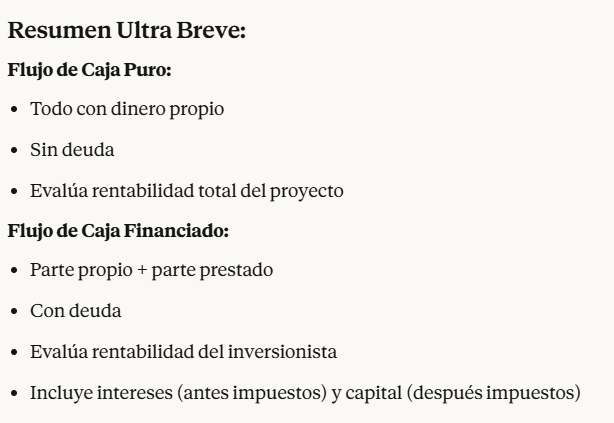 Resumen Ultra Breve:
Flujo de Caja Puro:
• Todo con dinero propio
• Sin deuda
• Evalúa rentabilidad total del proyecto
Flujo de Caja Financiado:
• Parte propio + parte prestado
• Con deuda
• Evalúa rentabilidad del inversionista
• Incluye intereses (antes impuestos) y capital (después impuestos)